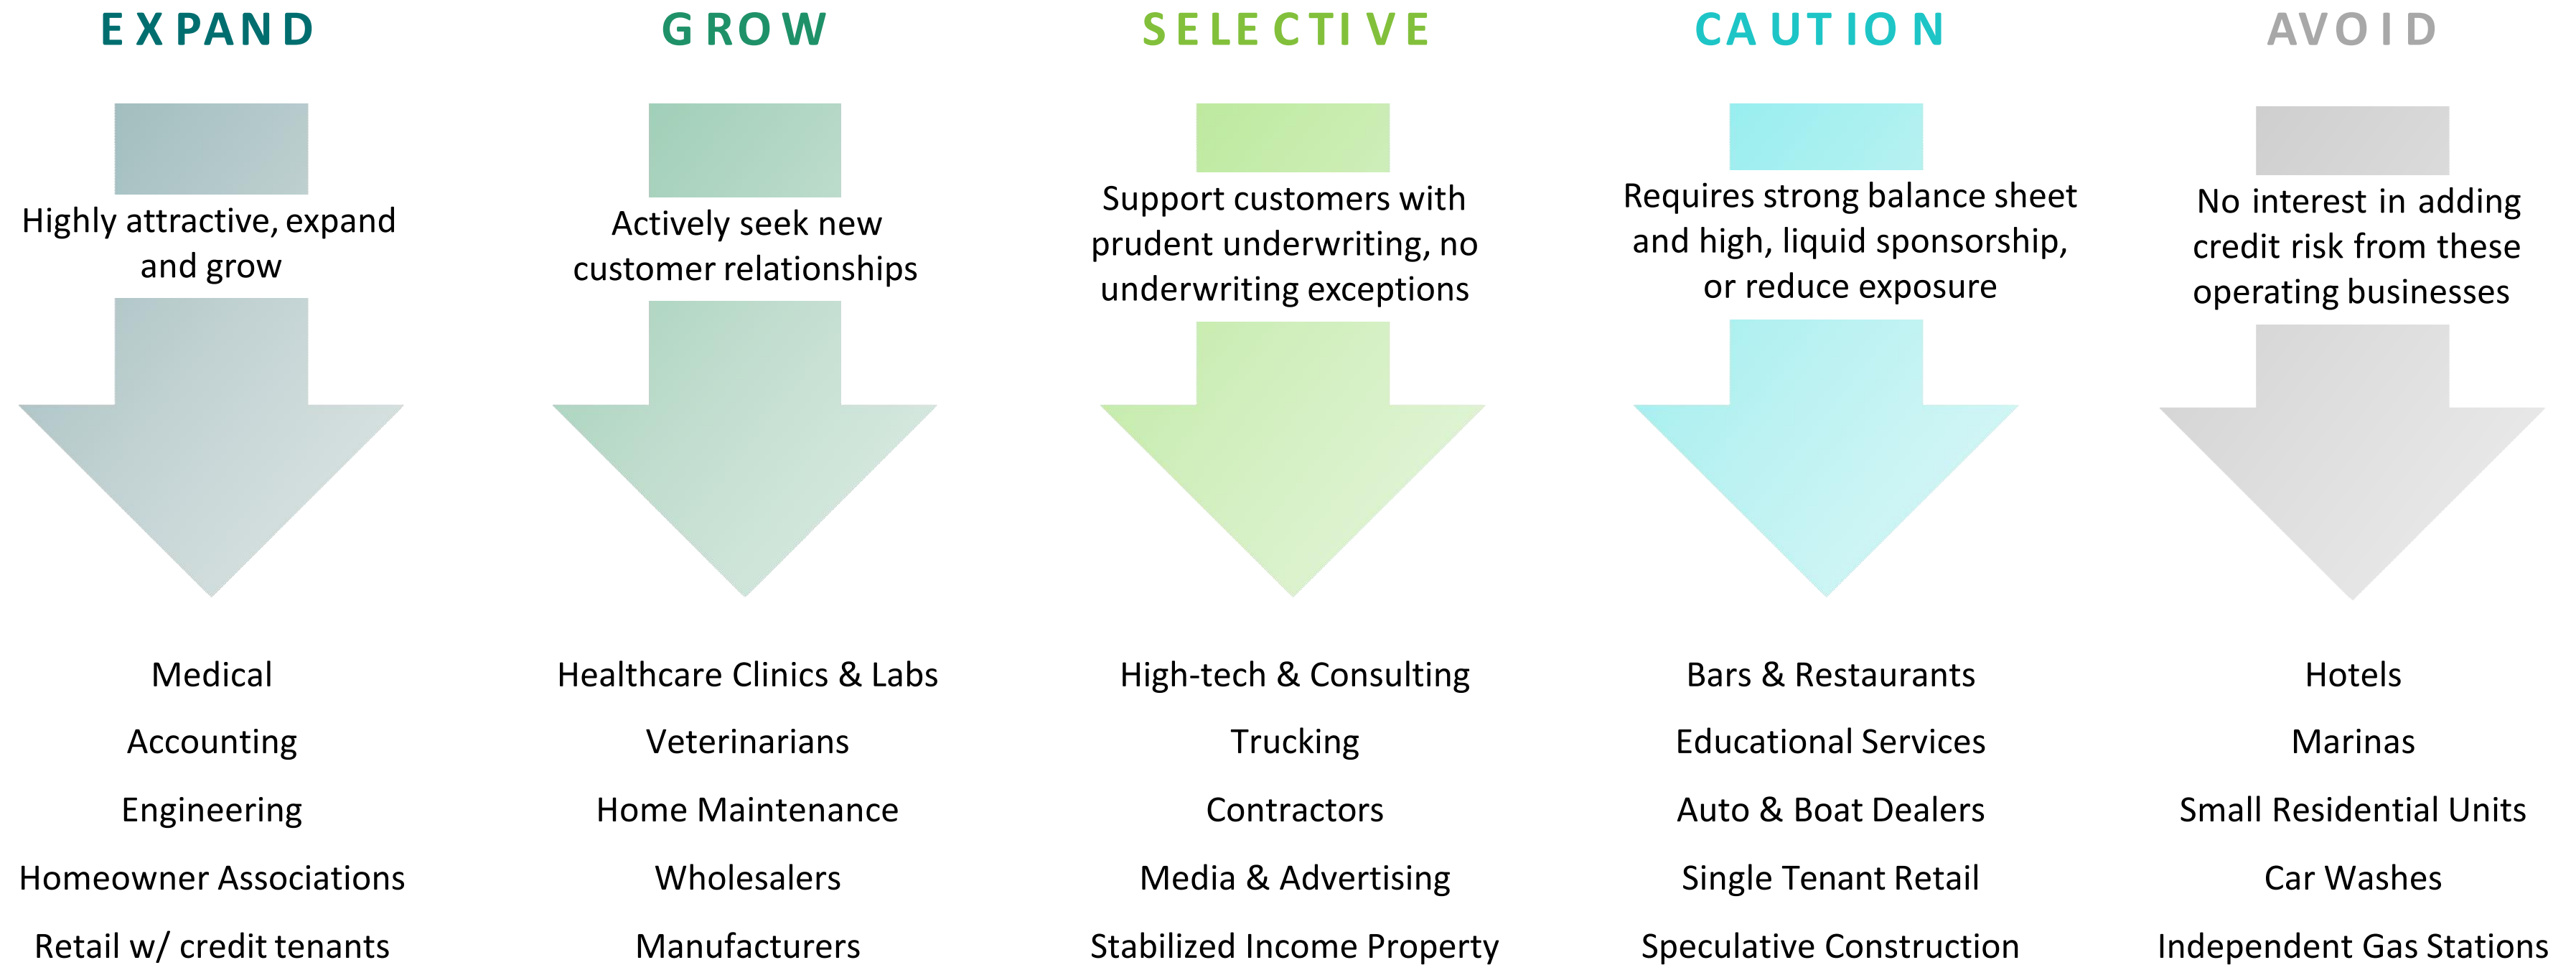 EXPAND
Highly attractive, expand
and grow
Medical
Accounting
Engineering
Homeowner Associations
Retail w/ credit tenants
GROW
Actively seek new
customer relationships
Healthcare Clinics & Labs
Veterinarians
Home Maintenance
Wholesalers
Manufacturers
SELECTIVE
Support customers with
prudent underwriting, no
underwriting exceptions
High-tech & Consulting
Trucking
Contractors
Media & Advertising
Stabilized Income Property
CAUTION
Requires strong balance sheet
and high, liquid sponsorship,
or reduce exposure
Bars & Restaurants
Educational Services
Auto & Boat Dealers
Single Tenant Retail
Speculative Construction
AVOID
No interest in adding
credit risk from these
operating businesses
Hotels
Marinas
Small Residential Units
Car Washes
Independent Gas Stations